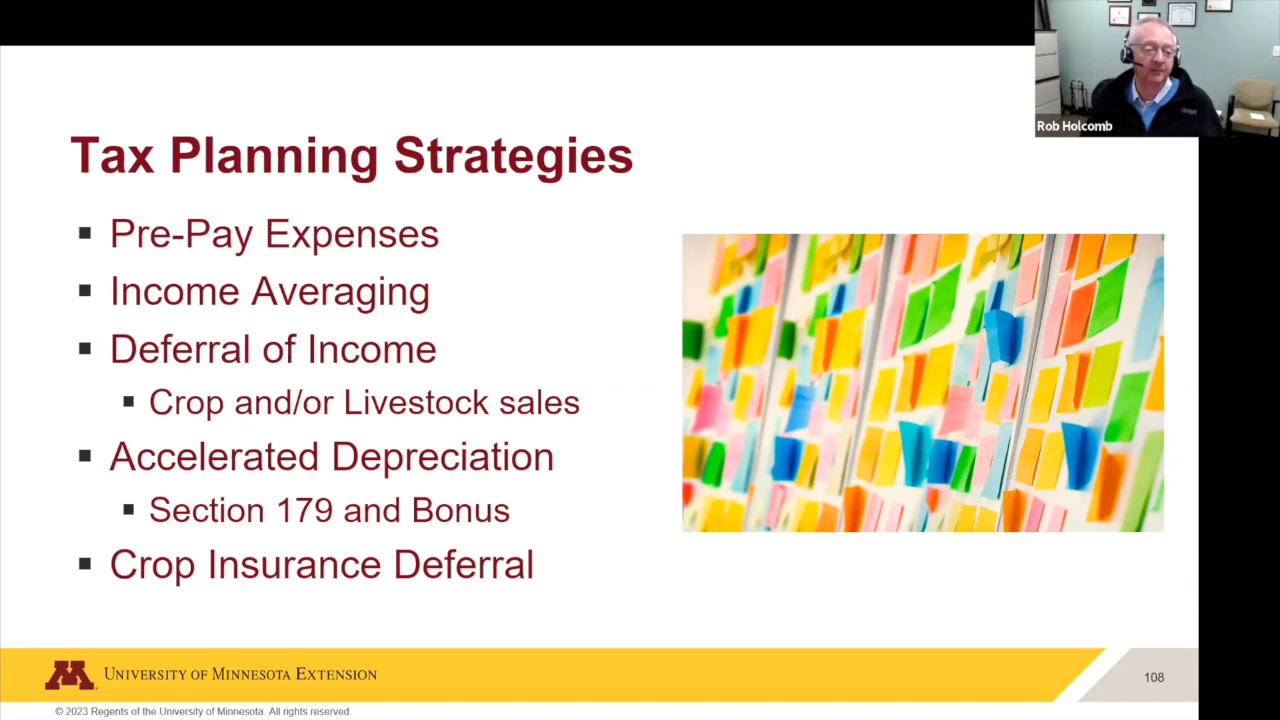 Rob Holcomb
Tax Planning Strategies
Pre-Pay Expenses
Income Averaging
Deferral of Income
Crop and/or Livestock sales
Accelerated Depreciation
Section 179 and Bonus
Crop Insurance Deferral
M
UNIVERSITY OF MINNESOTA EXTENSION
108
© 2023 Regents of the University of Minnesota. All rights reserved.